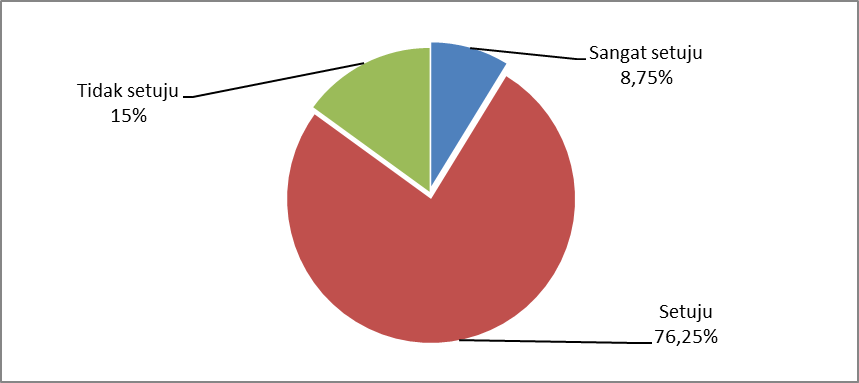 Sangat setuju
8,75%
Tidak setuju
15%
Setuju
76,25%